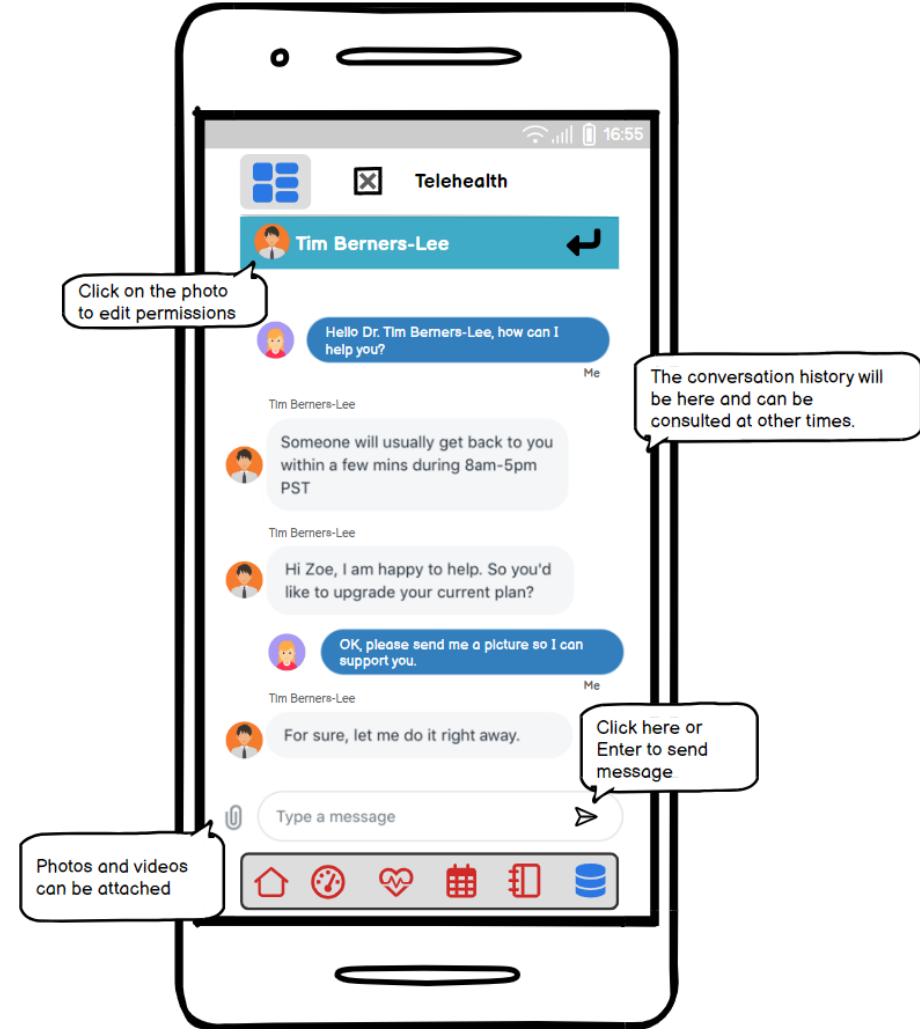 16:55
Telehealth
Tim Berners-Lee
Click on the photo
to edit permissions
Hello Dr. Tim Berners-Lee, how can I
help you?
Me
The conversation history will
be here and can be
consulted at other times.
Tim Berners-Lee
Someone will usually get back to you
within a few mins during 8am-5pm
PST
Tim Berners-Lee
Hi Zoe, I am happy to help. So you'd
like to upgrade your current plan?
OK, please send me a picture so I can
support you.
Me
Tim Berners-Lee
For sure, let me do it right away.
Click here or
Enter to send
message
Type a message
Photos and videos
can be attached